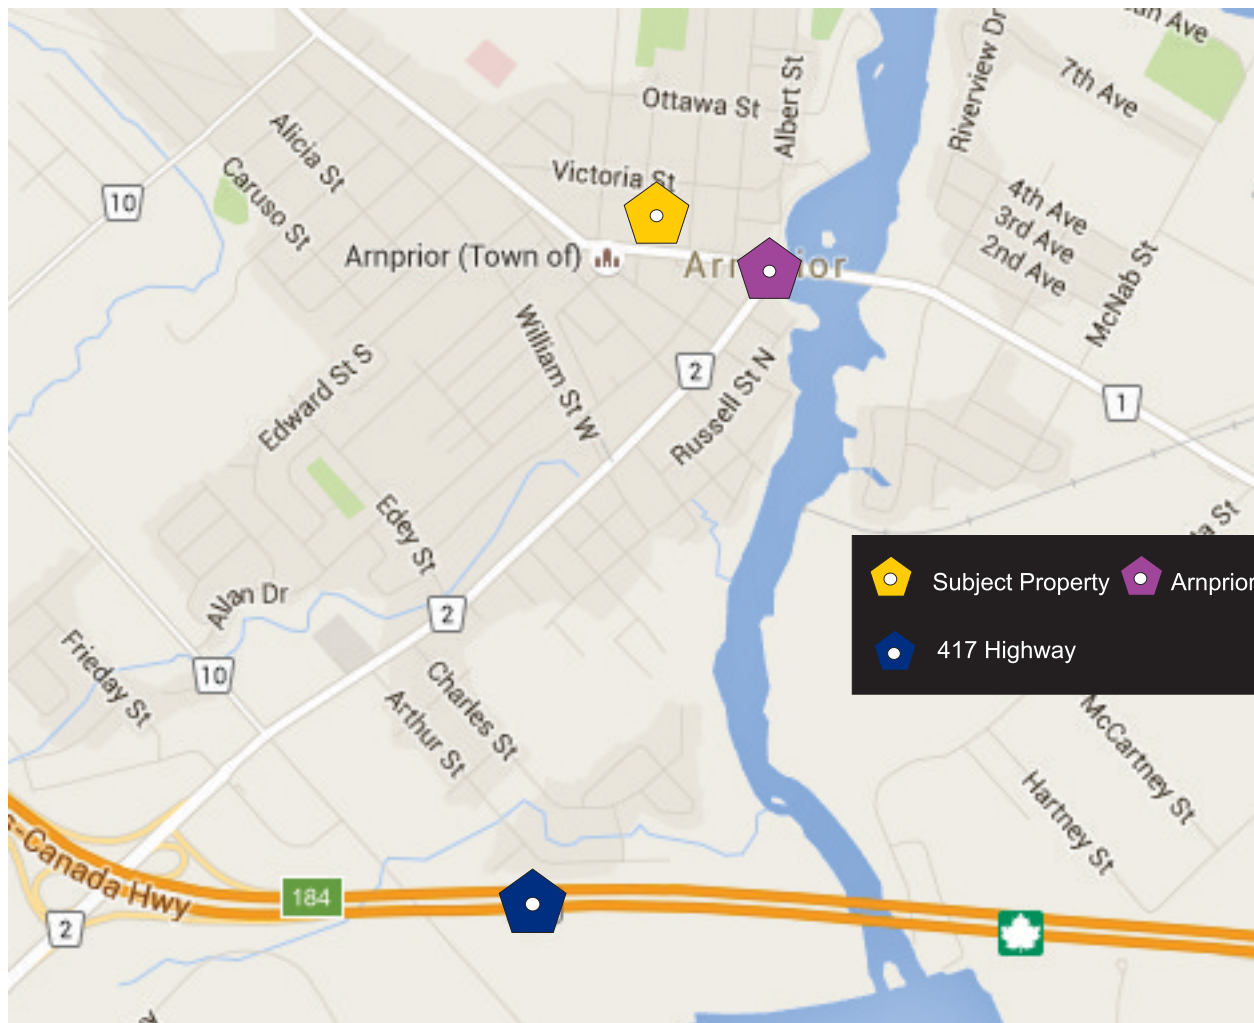 Ave
7th Ave
Riverview Dr
Ottawa St
Albert St
Alicia St
Caruso St
Victoria St
10
4th Ave
3rd Ave
2nd Ave
McNab St
Arnprior (Town of)
William St W
2
Russell St N
1
Edward St S
Edey St
Subject Property
Arnprior
417 Highway
Allan Dr
2
10
Frieday St
Charles St
Arthur St
McCartney St
Hartney St
s-Canada Hwy
184
2